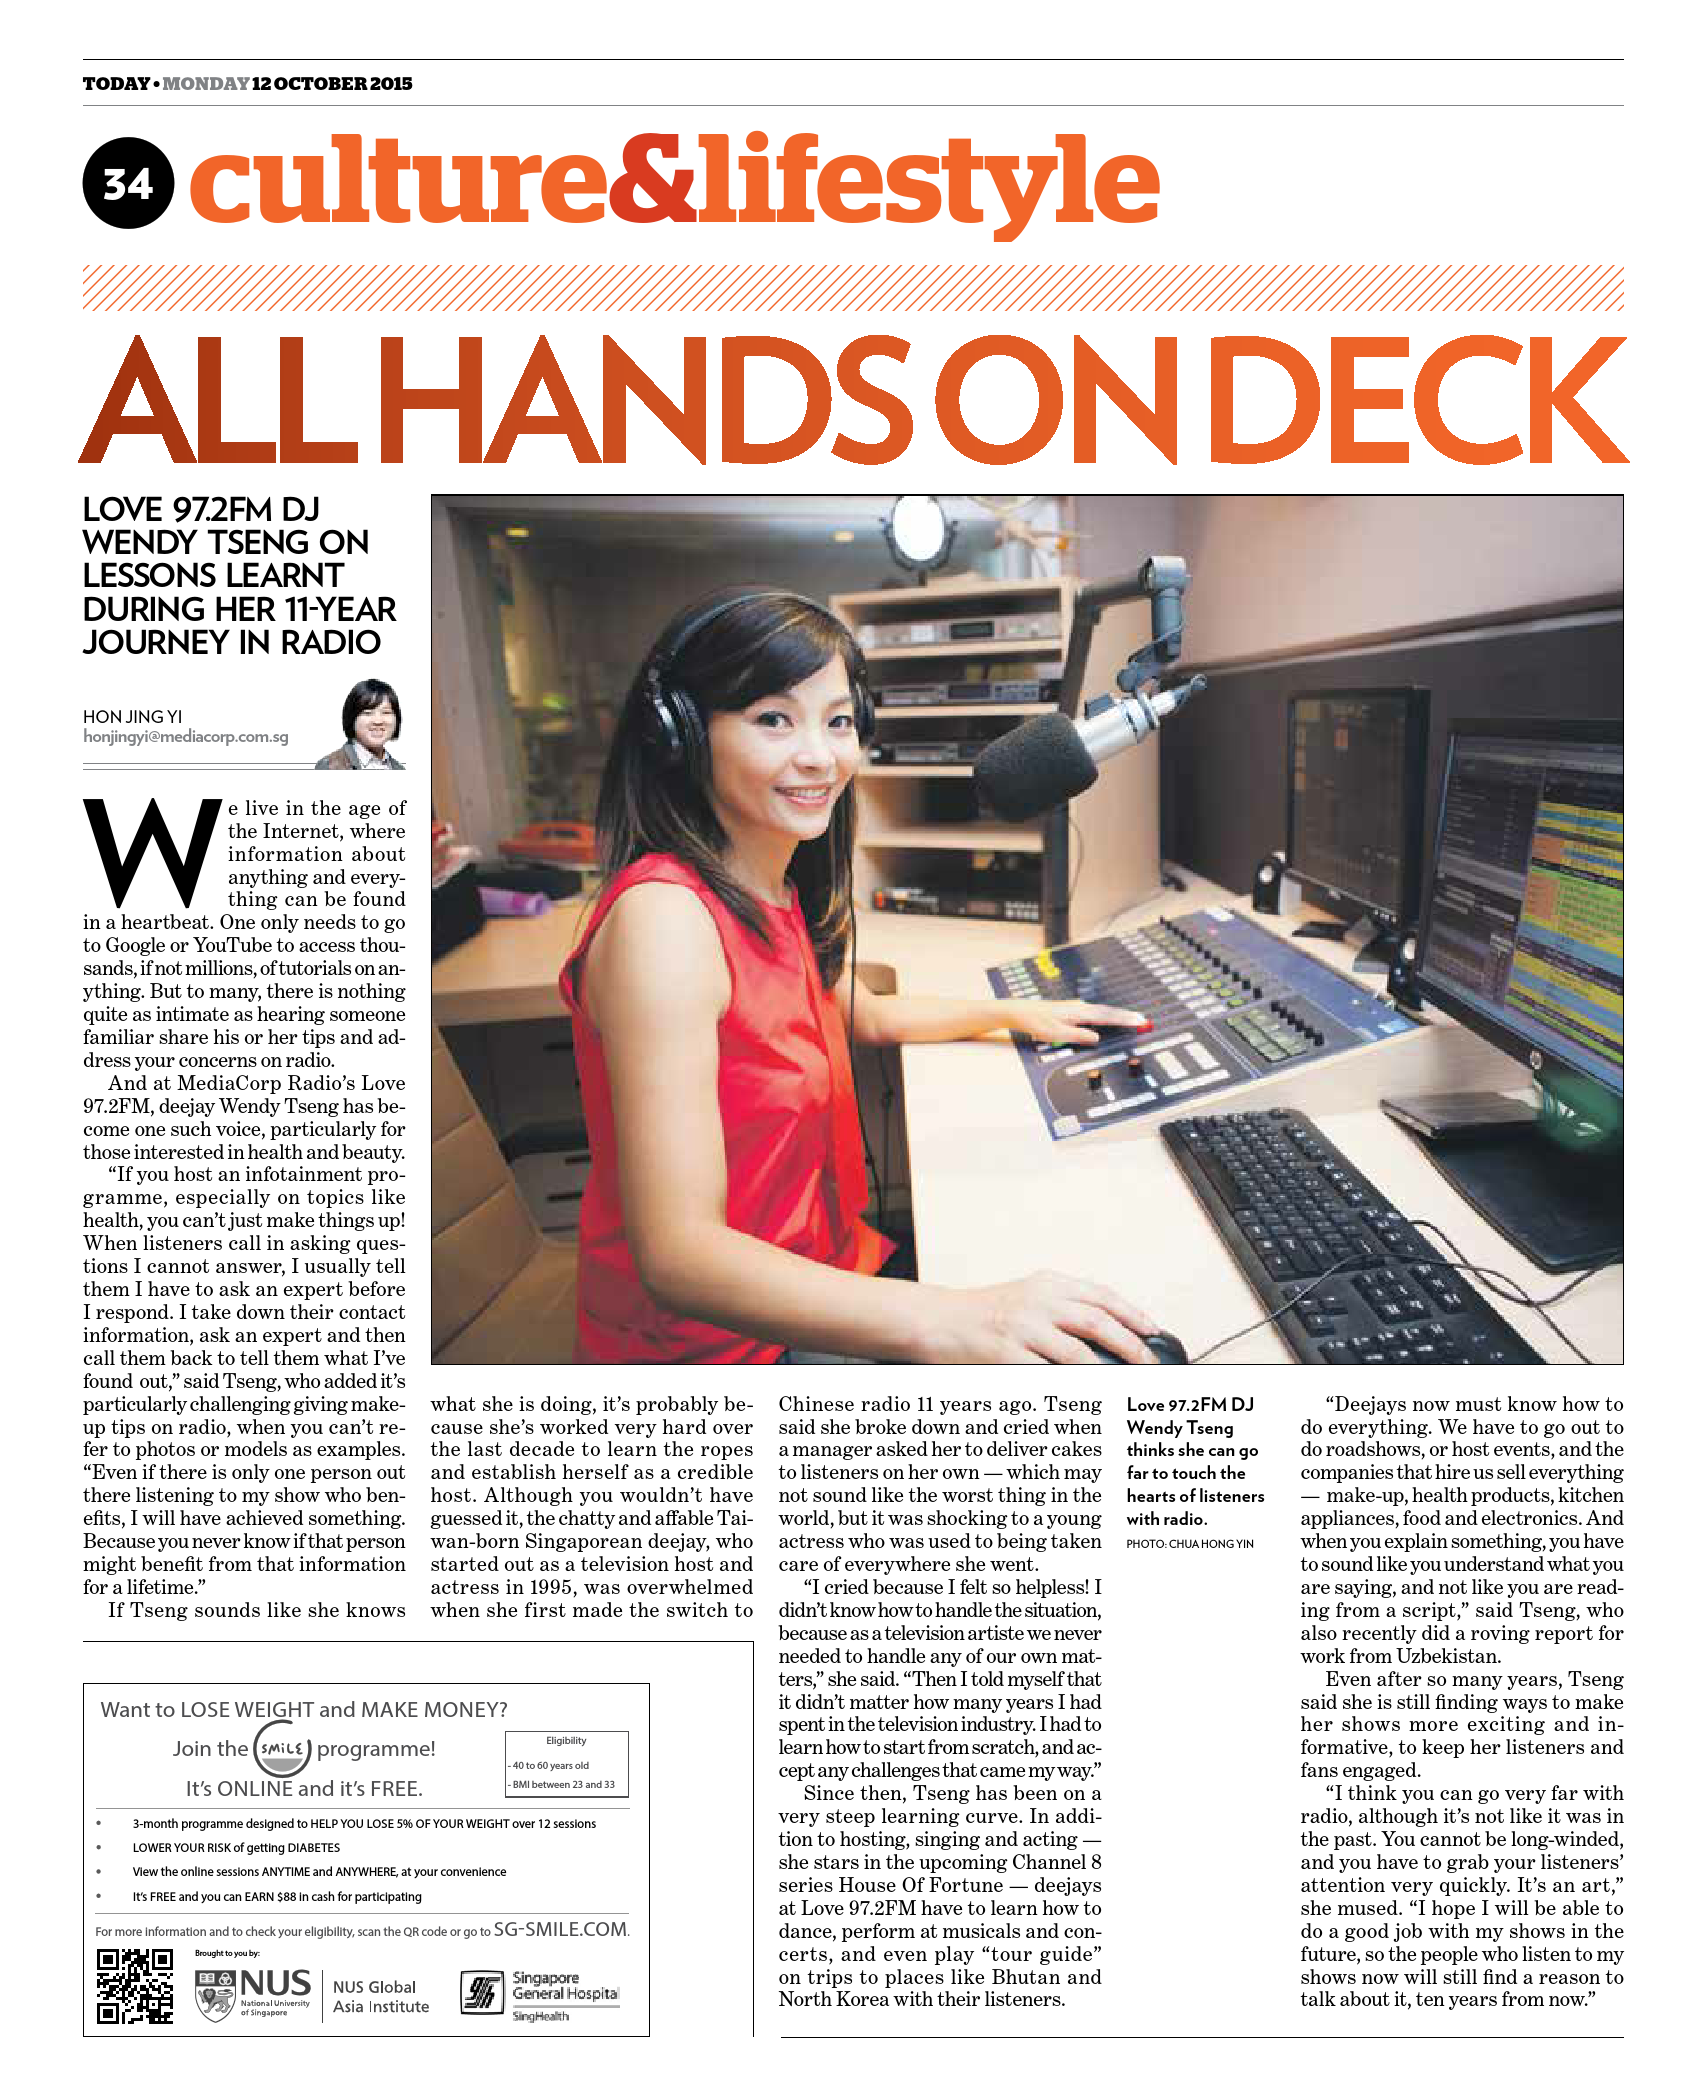 TODAY • MONDAY 12 OCTOBER 2015
34
culture&lifestyle
ALL HANDS ON DECK
LOVE 97.2FM DJ
WENDY TSENG ON
LESSONS LEARNT
DURING HER 11-YEAR
JOURNEY IN RADIO
HON JING YI
honjingyi@mediacorp.com.sg
We live in the age of
the Internet, where
information about
anything and every-
thing can be found
in a heartbeat. One only needs to go
to Google or YouTube to access thou-
sands, if not millions, of tutorials on an-
ything. But to many, there is nothing
quite as intimate as hearing someone
familiar share his or her tips and ad-
dress your concerns on radio.
And at MediaCorp Radio’s Love
97.2FM, deejay Wendy Tseng has be-
come one such voice, particularly for
those interested in health and beauty.
“If you host an infotainment pro-
gramme, especially on topics like
health, you can’t just make things up!
When listeners call in asking ques-
tions I cannot answer, I usually tell
them I have to ask an expert before
I respond. I take down their contact
information, ask an expert and then
call them back to tell them what I’ve
found out,” said Tseng, who added it’s
particularly challenging giving make-
up tips on radio, when you can’t re-
fer to photos or models as examples.
“Even if there is only one person out
there listening to my show who ben-
efits, I will have achieved something.
Because you never know if that person
might benefit from that information
for a lifetime.”
If Tseng sounds like she knows
what she is doing, it’s probably be-
cause she’s worked very hard over
the last decade to learn the ropes
and establish herself as a credible
host. Although you wouldn’t have
guessed it, the chatty and affable Tai-
wan-born Singaporean deejay, who
started out as a television host and
actress in 1995, was overwhelmed
when she first made the switch to
Chinese radio 11 years ago. Tseng
said she broke down and cried when
a manager asked her to deliver cakes
to listeners on her own — which may
not sound like the worst thing in the
world, but it was shocking to a young
actress who was used to being taken
care of everywhere she went.
“I cried because I felt so helpless! I
didn’t know how to handle the situation,
because as a television artiste we never
needed to handle any of our own mat-
ters,” she said. “Then I told myself that
it didn’t matter how many years I had
spent in the television industry. I had to
learn how to start from scratch, and ac-
cept any challenges that came my way.”
Since then, Tseng has been on a
very steep learning curve. In addi-
tion to hosting, singing and acting —
she stars in the upcoming Channel 8
series House Of Fortune — deejays
at Love 97.2FM have to learn how to
dance, perform at musicals and con-
certs, and even play “tour guide”
on trips to places like Bhutan and
North Korea with their listeners.
Love 97.2FM DJ
Wendy Tseng
thinks she can go
far to touch the
hearts of listeners
with radio.
PHOTO: CHUA HONG YIN
“Deejays now must know how to
do everything. We have to go out to
do roadshows, or host events, and the
companies that hire us sell everything
— make-up, health products, kitchen
appliances, food and electronics. And
when you explain something, you have
to sound like you understand what you
are saying, and not like you are read-
ing from a script,” said Tseng, who
also recently did a roving report for
work from Uzbekistan.
Even after so many years, Tseng
said she is still finding ways to make
her shows more exciting and in-
formative, to keep her listeners and
fans engaged.
“I think you can go very far with
radio, although it’s not like it was in
the past. You cannot be long-winded,
and you have to grab your listeners’
attention very quickly. It’s an art,”
she mused. “I hope I will be able to
do a good job with my shows in the
future, so the people who listen to my
shows now will still find a reason to
talk about it, ten years from now.”
Want to LOSE WEIGHT and MAKE MONEY?
Join the SMiLE programme!
It’s ONLINE and it’s FREE.
Eligibility
- 40 to 60 years old
- BMI between 23 and 33
• 3-month programme designed to HELP YOU LOSE 5% OF YOUR WEIGHT over 12 sessions
• LOWER YOUR RISK of getting DIABETES
• View the online sessions ANYTIME and ANYWHERE, at your convenience
• It’s FREE and you can EARN $88 in cash for participating
For more information and to check your eligibility, scan the QR code or go to SG-SMILE.COM.
Brought to you by:
NUS
National University
of Singapore
NUS Global
Asia Institute
Singapore
General Hospital
SingHealth